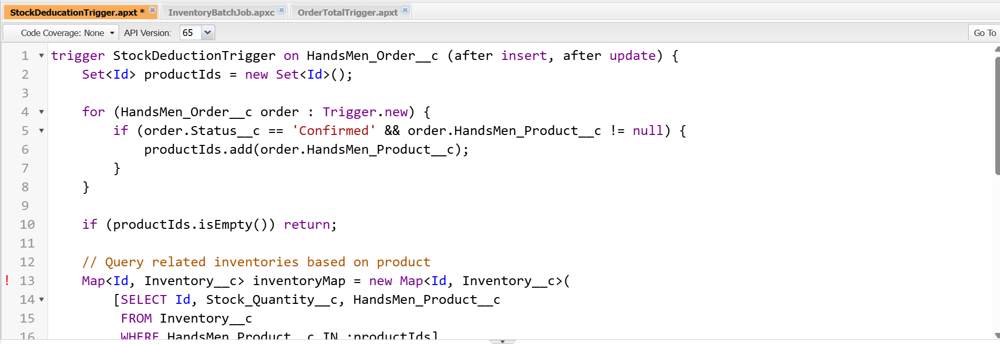 StockDeducationTrigger.apxt * InventoryBatchJob.apxc OrderTotalTrigger.apxt
Code Coverage: None API Version: 65 Go To
1 trigger StockDeductionTrigger on HandsMen_Order__c (after insert, after update) {
2 Set<Id> productIds = new Set<Id>();
3
4 for (HandsMen_Order__c order : Trigger.new) {
5 if (order.Status__c == 'Confirmed' && order.HandsMen_Product__c != null) {
6 productIds.add(order.HandsMen_Product__c);
7 }
8 }
9
10 if (productIds.isEmpty()) return;
11
12 // Query related inventories based on product
! 13 Map<Id, Inventory__c> inventoryMap = new Map<Id, Inventory__c>(
14 [SELECT Id, Stock_Quantity__c, HandsMen_Product__c
15 FROM Inventory__c
16 WHERE HandsMen_Product__c IN :productIds]